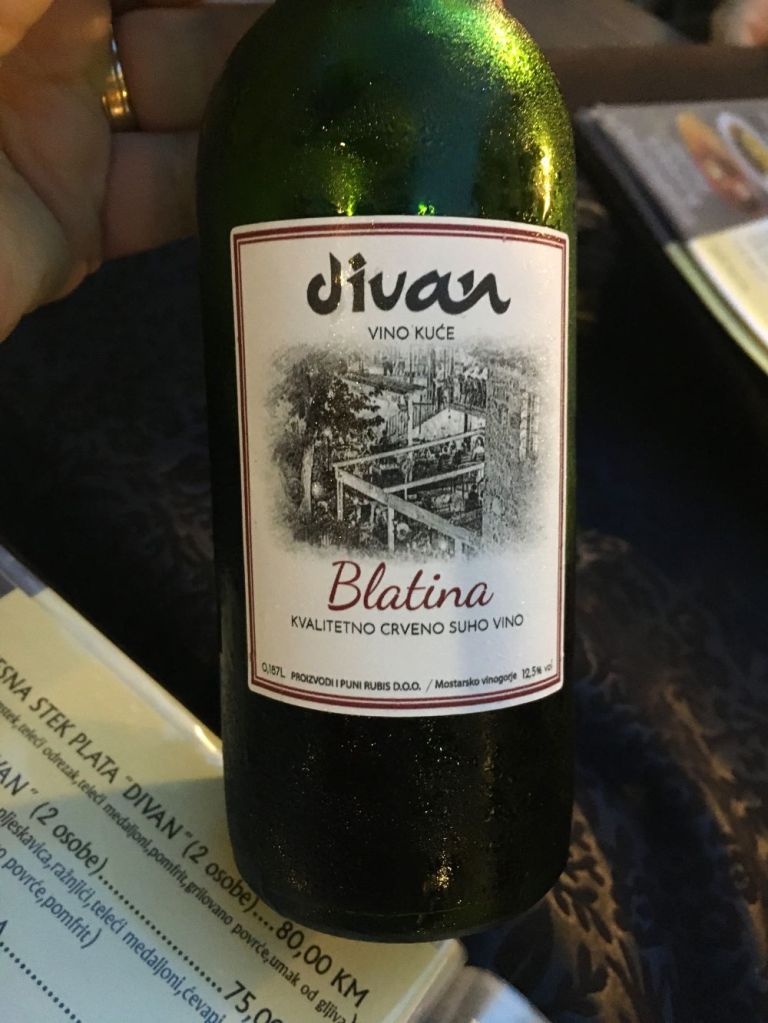 divan
VINO KUĆE
Blatina
KVALITETNO CRVENO SUHO VINO
0,187L PROIZVODI I PUNI RUBIS D.O.O. / Mostarsko vinogorje 12,5% vol
STEK PLATA "DIVAN" (2 osobe)....80,00 KM
teleći odrezak, teleći medaljoni, pomfrit, grilovano povrće, umak od gljiva
(2 osobe)
pljeskavica, ražnjići, teleći medaljoni, ćevapi
povrće, pomfrit)